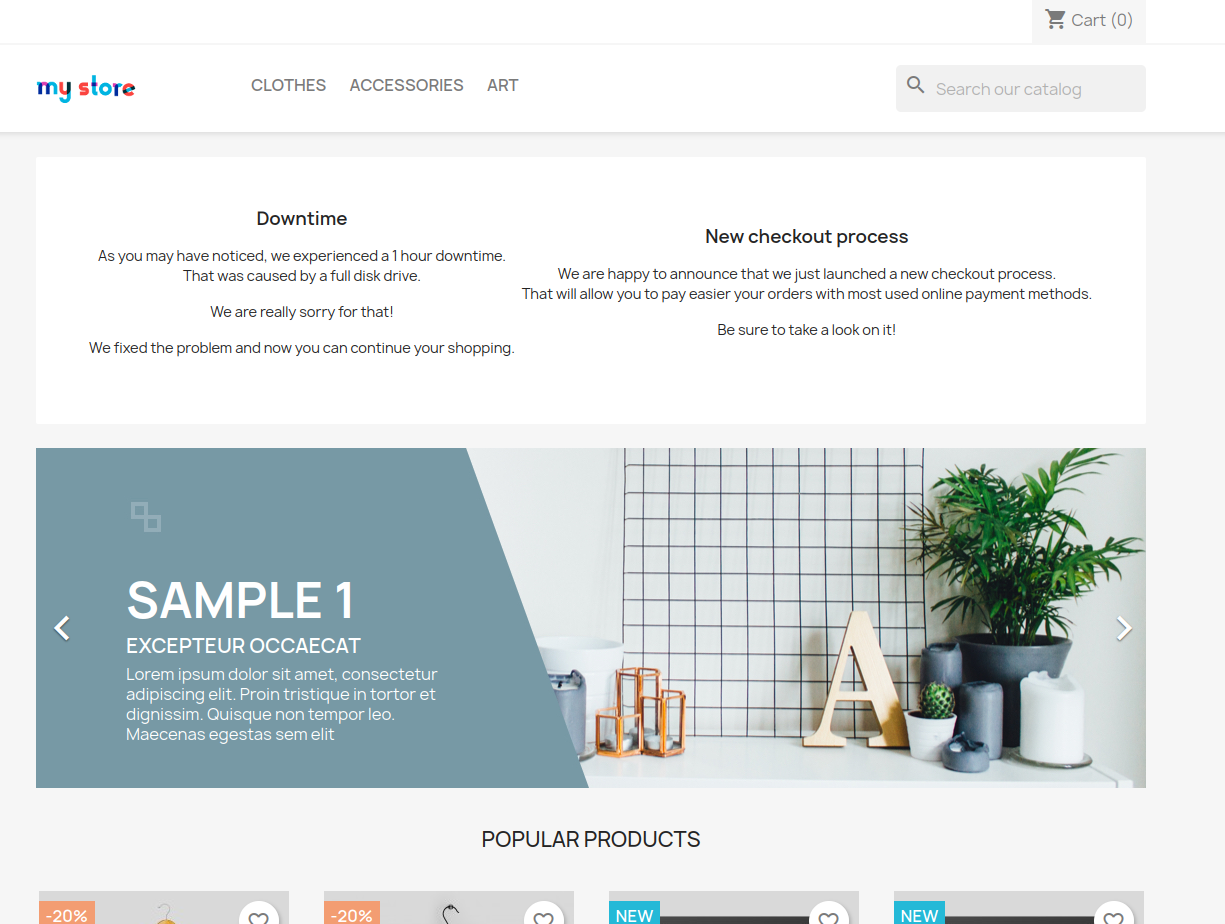 Cart (0)
my store
CLOTHES
ACCESSORIES
ART
Search our catalog
Downtime
As you may have noticed, we experienced a 1 hour downtime.
That was caused by a full disk drive.
We are really sorry for that!
We fixed the problem and now you can continue your shopping.
New checkout process
We are happy to announce that we just launched a new checkout process.
That will allow you to pay easier your orders with most used online payment methods.
Be sure to take a look on it!
SAMPLE 1
EXCEPTEUR OCCAECAT
Lorem ipsum dolor sit amet, consectetur
adipiscing elit. Proin tristique in tortor et
dignissim. Quisque non tempor leo.
Maecenas egestas sem elit
A
POPULAR PRODUCTS
-20%
-20%
NEW
NEW